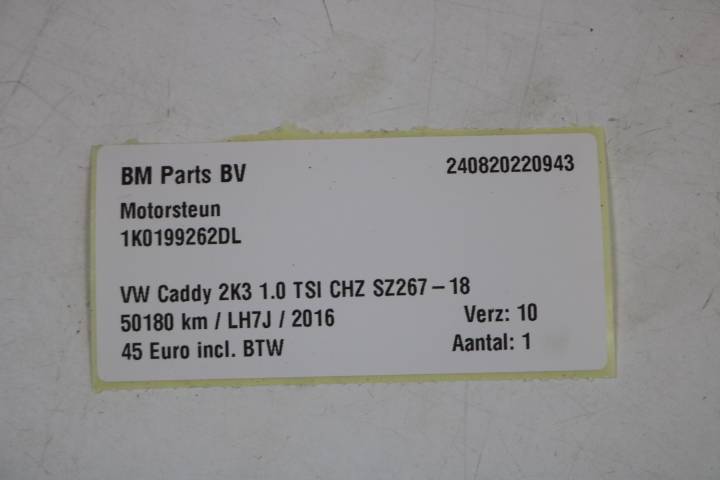 BM Parts BV 240820220943
Motorsteun
1K0199262DL
VW Caddy 2K3 1.0 TSI CHZ SZ267-18
50180 km / LH7J / 2016 Verz: 10
45 Euro incl. BTW Aantal: 1